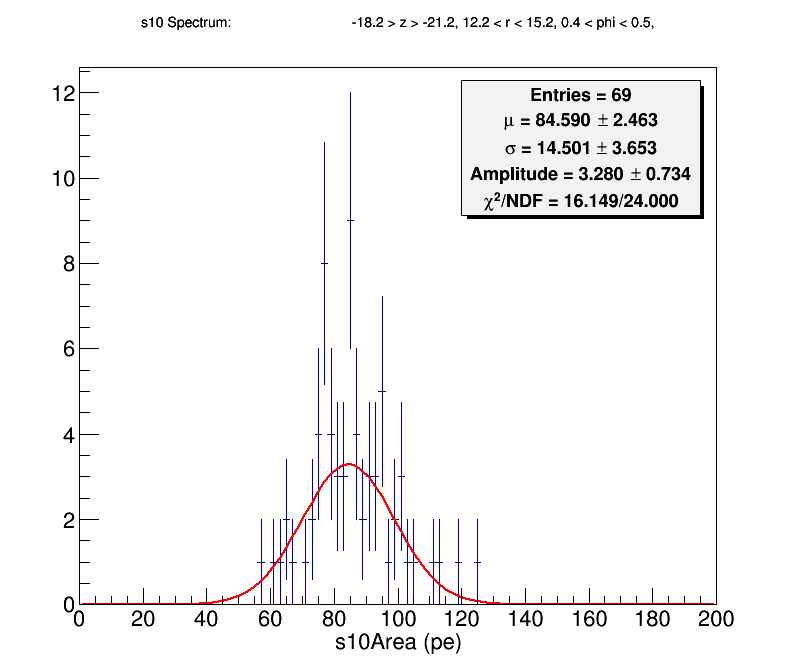 s10 Spectrum: -18.2 > z > -21.2, 12.2 < r < 15.2, 0.4 < phi < 0.5,
Entries = 69
μ = 84.590 ± 2.463
σ = 14.501 ± 3.653
Amplitude = 3.280 ± 0.734
χ²/NDF = 16.149/24.000
12
10
8
6
4
2
0
0 20 40 60 80 100 120 140 160 180 200
s10Area (pe)